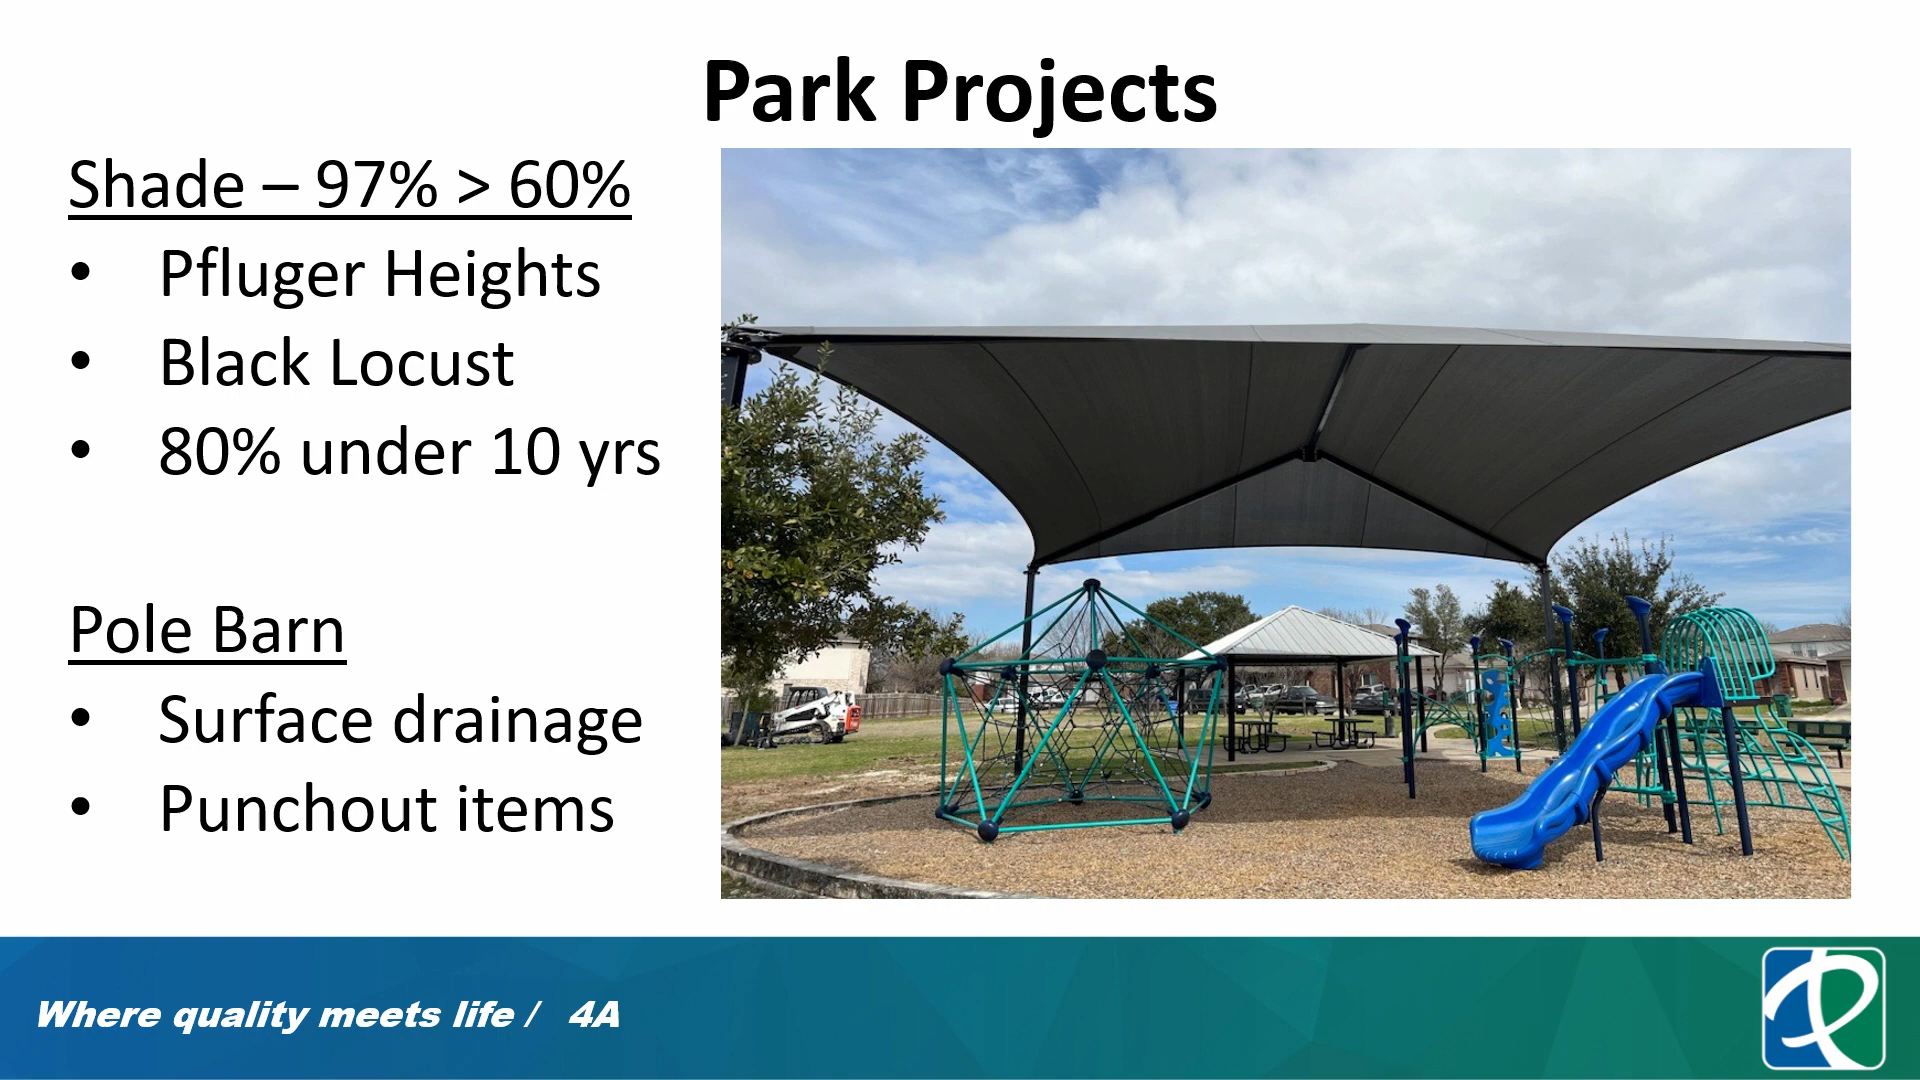 Park Projects
Shade – 97% > 60%
• Pfluger Heights
• Black Locust
• 80% under 10 yrs
Pole Barn
• Surface drainage
• Punchout items
Where quality meets life / 4A